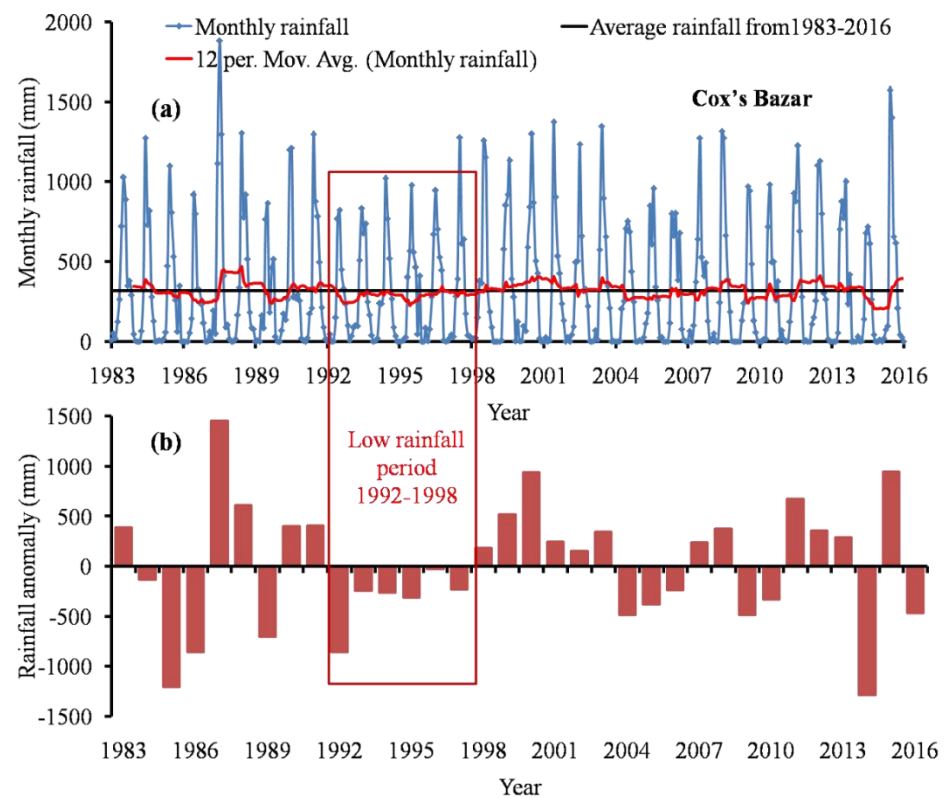 2000
1500
1000
500
0
Monthly rainfall (mm)
Monthly rainfall
Average rainfall from1983-2016
12 per. Mov. Avg. (Monthly rainfall)
(a)
Cox's Bazar
1983 1986 1989 1992 1995 1998 2001 2004 2007 2010 2013 2016
Year
1500
1000
500
0
-500
-1000
-1500
Rainfall anomally (mm)
(b)
Low rainfall
period
1992-1998
1983 1986 1989 1992 1995 1998 2001 2004 2007 2010 2013 2016
Year